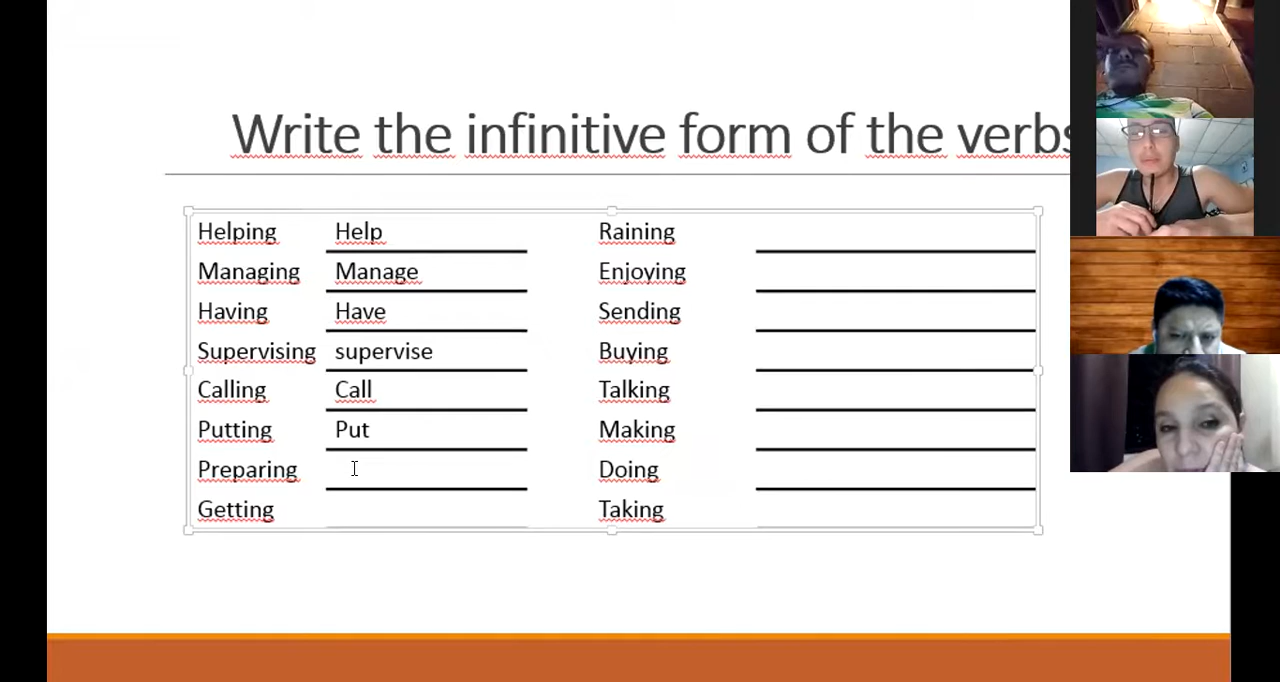 Write the infinitive form of the verbs
Helping Help Raining
Managing Manage Enjoying
Having Have Sending
Supervising supervise Buying
Calling Call Talking
Putting Put Making
Preparing Doing
Getting Taking